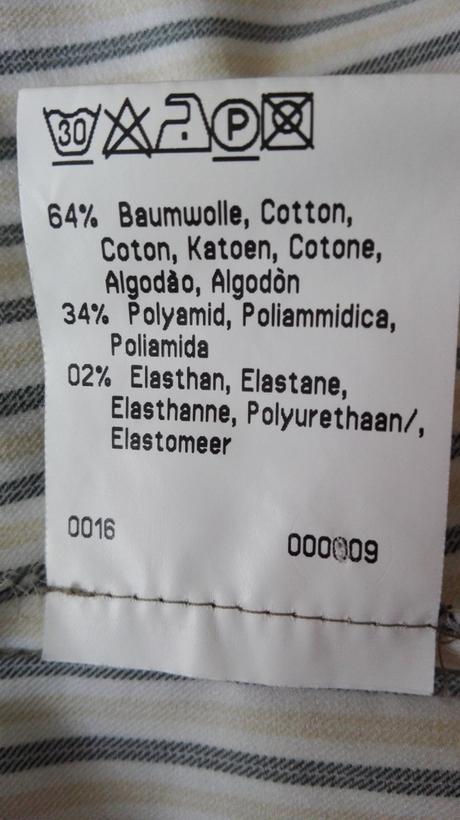 30 P
64% Baumwolle, Cotton,
Coton, Katoen, Cotone,
Algodào, Algodòn
34% Polyamid, Poliammidica,
Poliamida
02% Elasthan, Elastane,
Elasthanne, Polyurethaan/,
Elastomeer
0016
000009